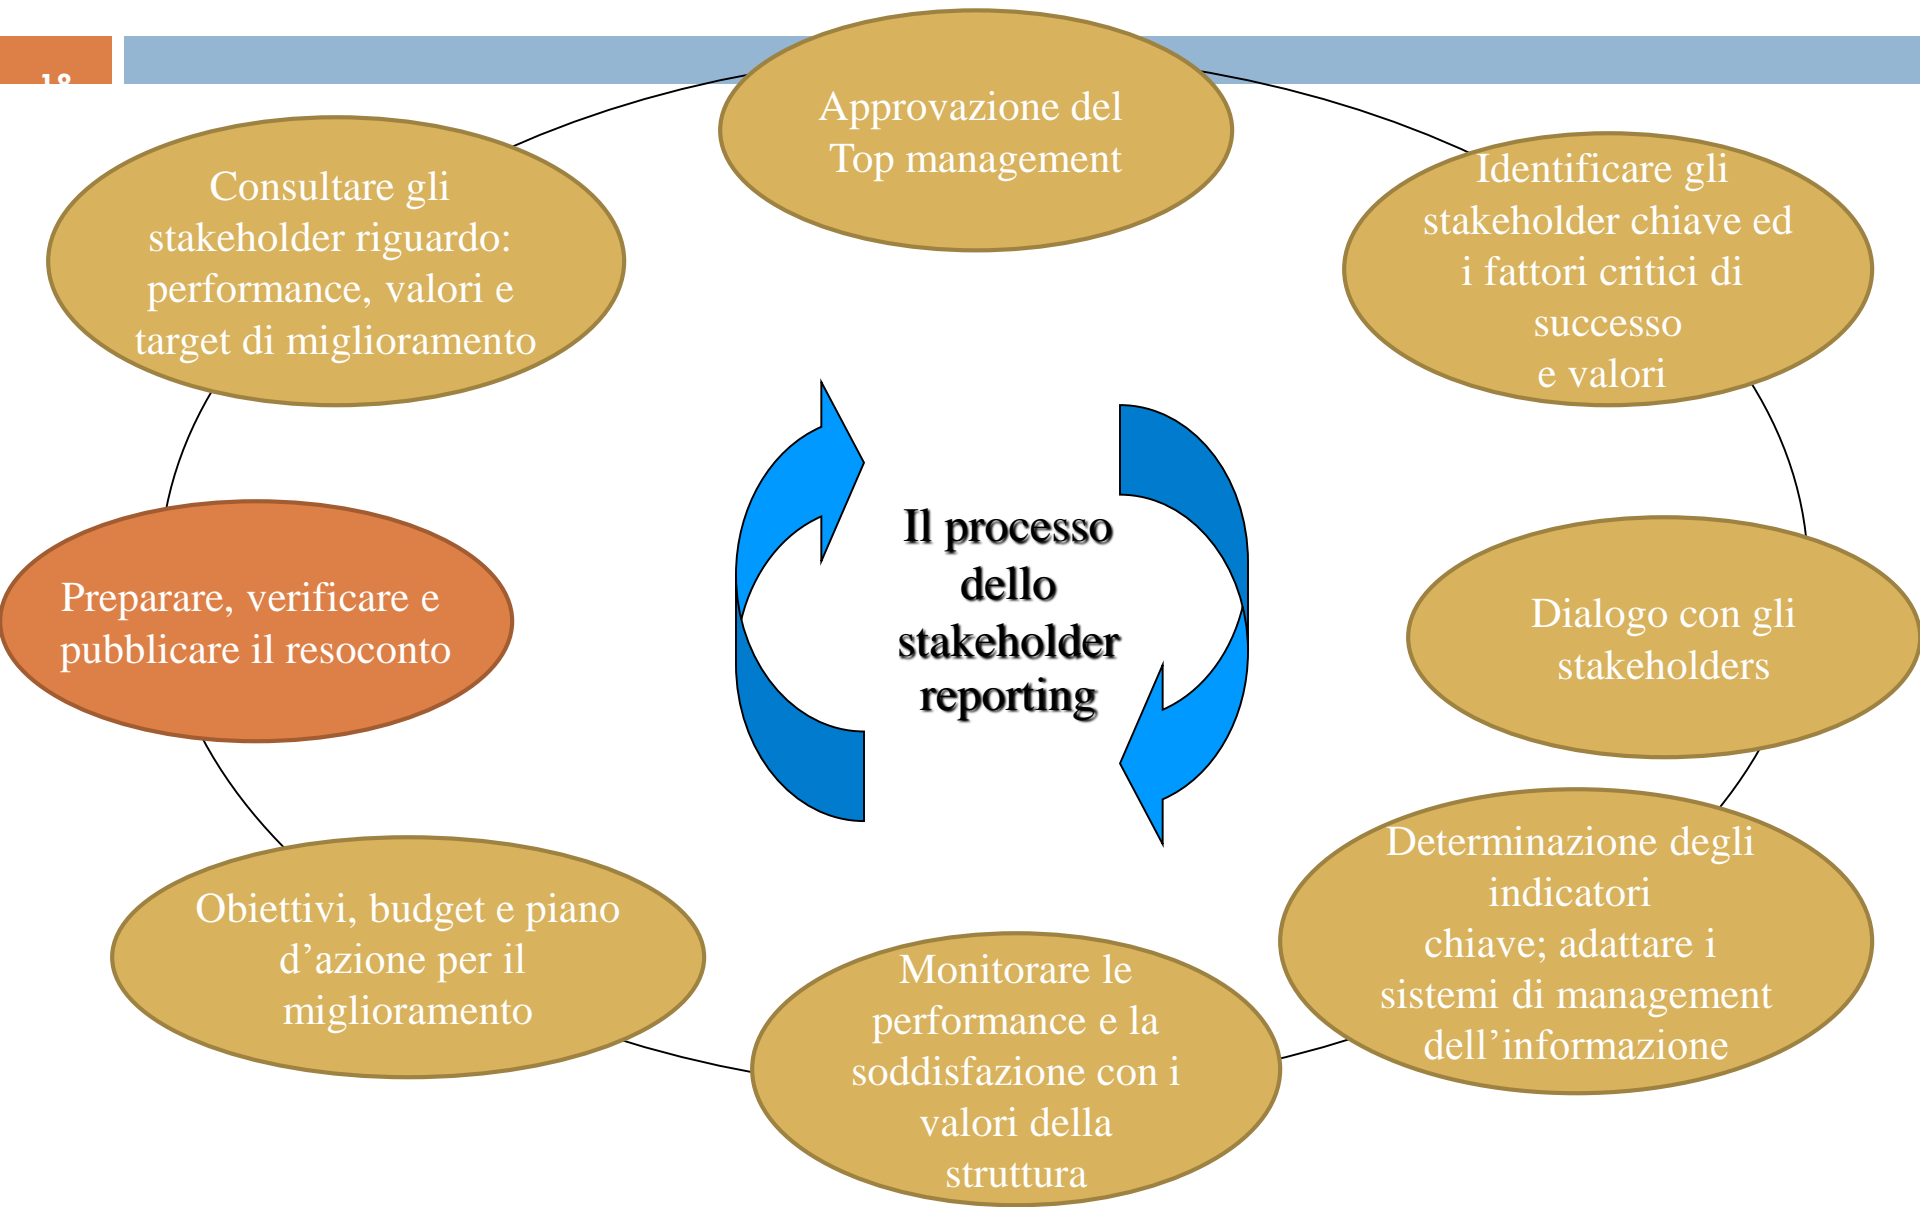 18
Approvazione del
Top management
Identificare gli
stakeholder chiave ed
i fattori critici di
successo
e valori
Dialogo con gli
stakeholders
Determinazione degli
indicatori
chiave; adattare i
sistemi di management
dell’informazione
Monitorare le
performance e la
soddisfazione con i
valori della
struttura
Obiettivi, budget e piano
d’azione per il
miglioramento
Preparare, verificare e
pubblicare il resoconto
Consultare gli
stakeholder riguardo:
performance, valori e
target di miglioramento
Il processo
dello
stakeholder
reporting